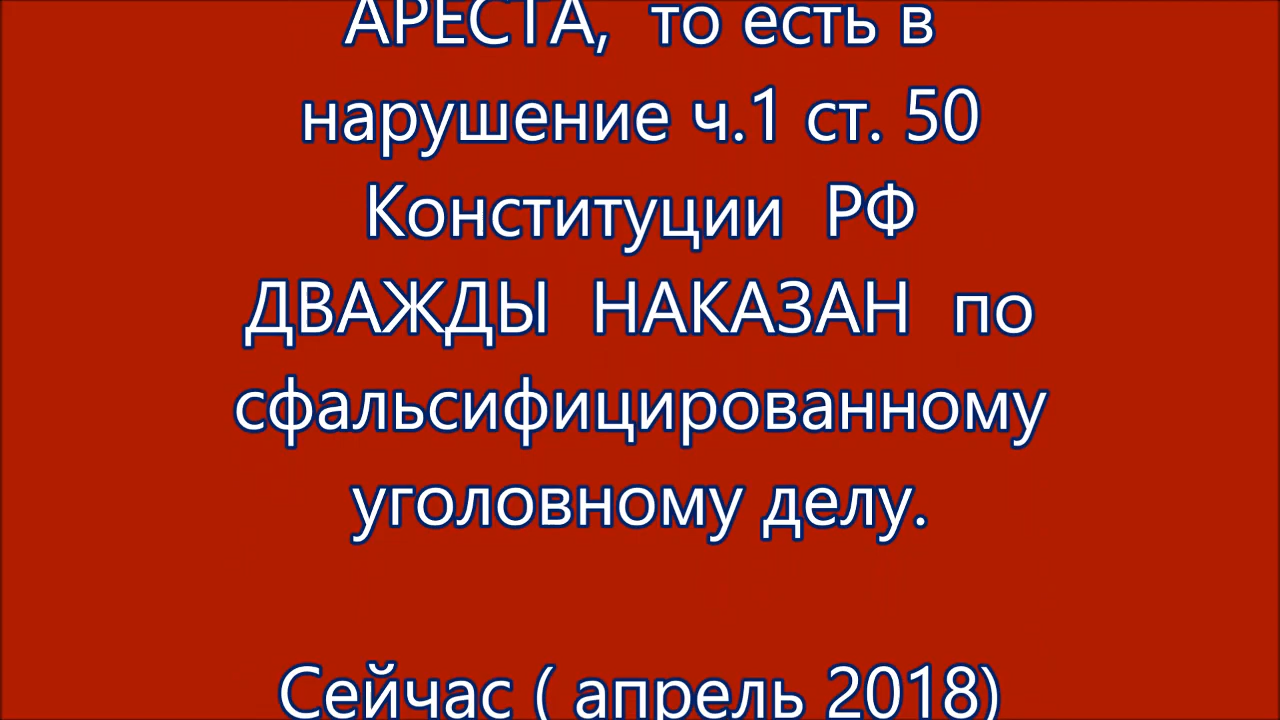 АРЕСТА, то есть в
нарушение ч.1 ст. 50
Конституции РФ
ДВАЖДЫ НАКАЗАН по
сфальсифицированному
уголовному делу.
Сейчас ( апрель 2018)